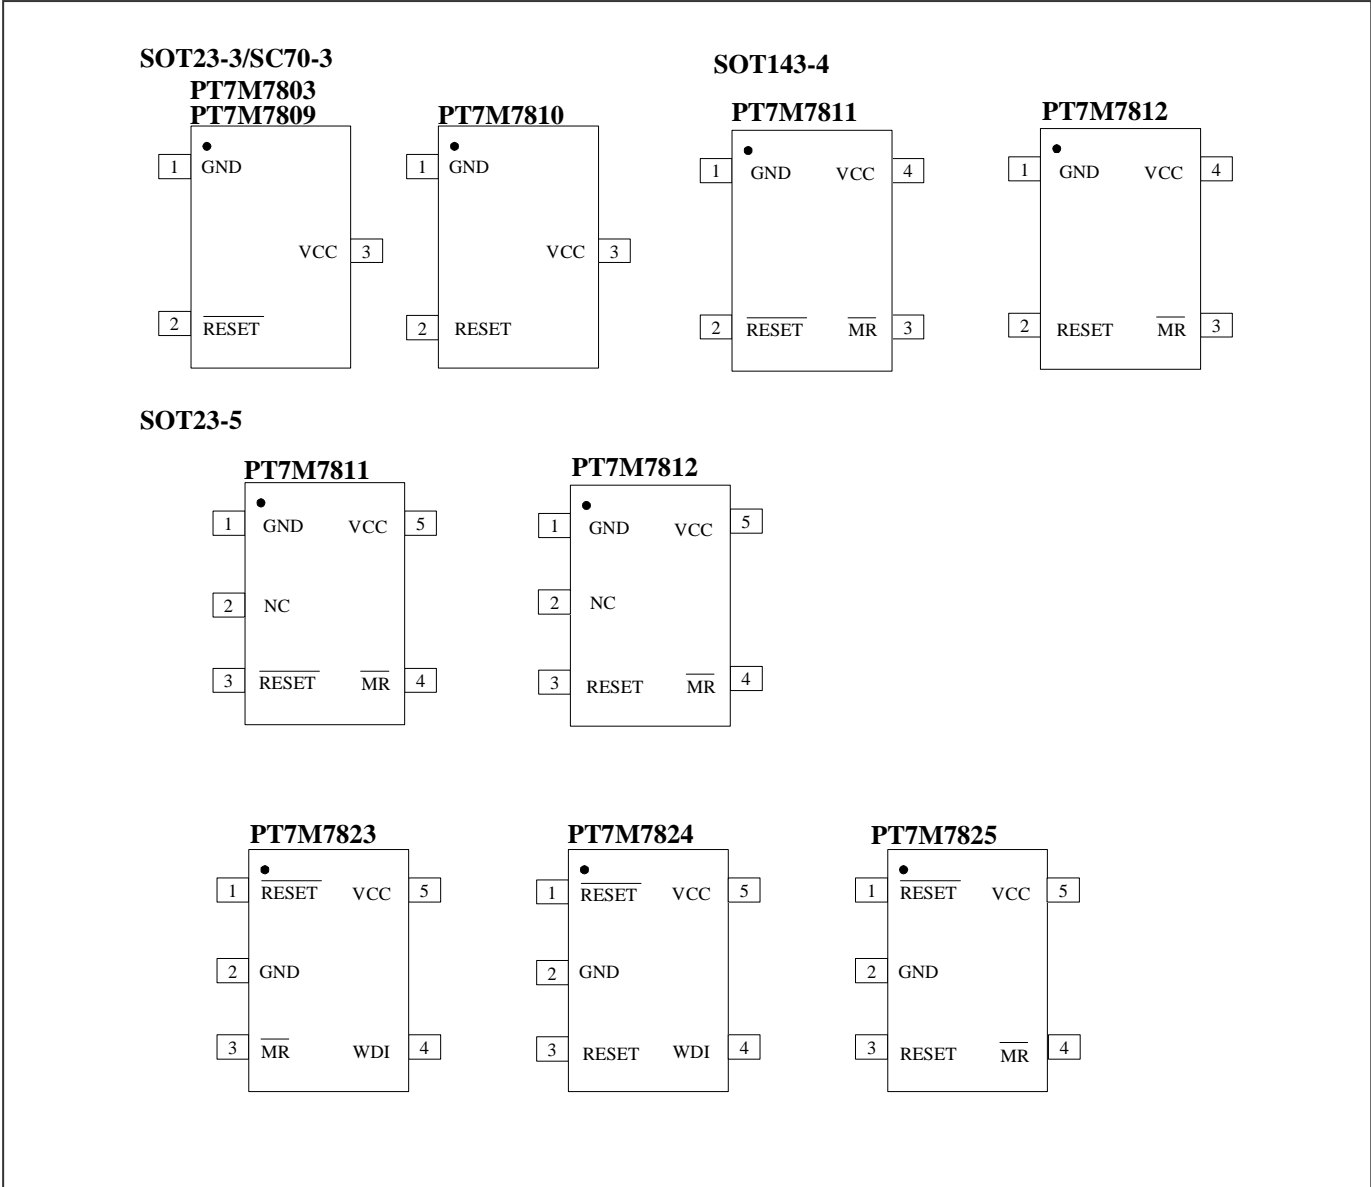 SOT23-3/SC70-3
PT7M7803
PT7M7809
1 GND
VCC 3
2 RESET
PT7M7810
1 GND
VCC 3
2 RESET
SOT143-4
PT7M7811
1 GND VCC 4
2 RESET MR 3
PT7M7812
1 GND VCC 4
2 RESET MR 3
SOT23-5
PT7M7811
1 GND VCC 5
2 NC
3 RESET MR 4
PT7M7812
1 GND VCC 5
2 NC
3 RESET MR 4
PT7M7823
1 RESET VCC 5
2 GND
3 MR WDI 4
PT7M7824
1 RESET VCC 5
2 GND
3 RESET WDI 4
PT7M7825
1 RESET VCC 5
2 GND
3 RESET MR 4